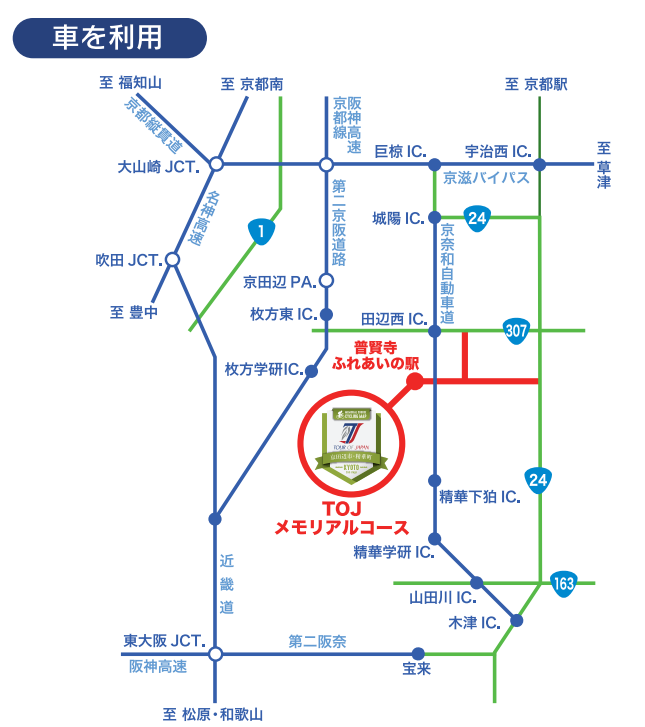 車を利用
至 福知山
至 京都南
至 京都駅
京都縦貫道
阪神高速
京都線
大山崎 JCT.
巨椋 IC.
宇治西 IC.
至 草津
京滋バイパス
名神高速
第二京阪道路
城陽 IC.
24
1
京奈和自動車道
吹田 JCT.
京田辺 PA.
至 豊中
枚方東 IC.
田辺西 IC.
307
普賢寺
ふれあいの駅
枚方学研IC.
TOUR OF JAPAN
KYOTO
24
精華下狛 IC.
TOJ
メモリアルコース
精華学研 IC.
近畿道
163
山田川 IC.
木津 IC.
東大阪 JCT.
第二阪奈
阪神高速
宝来
至 松原・和歌山